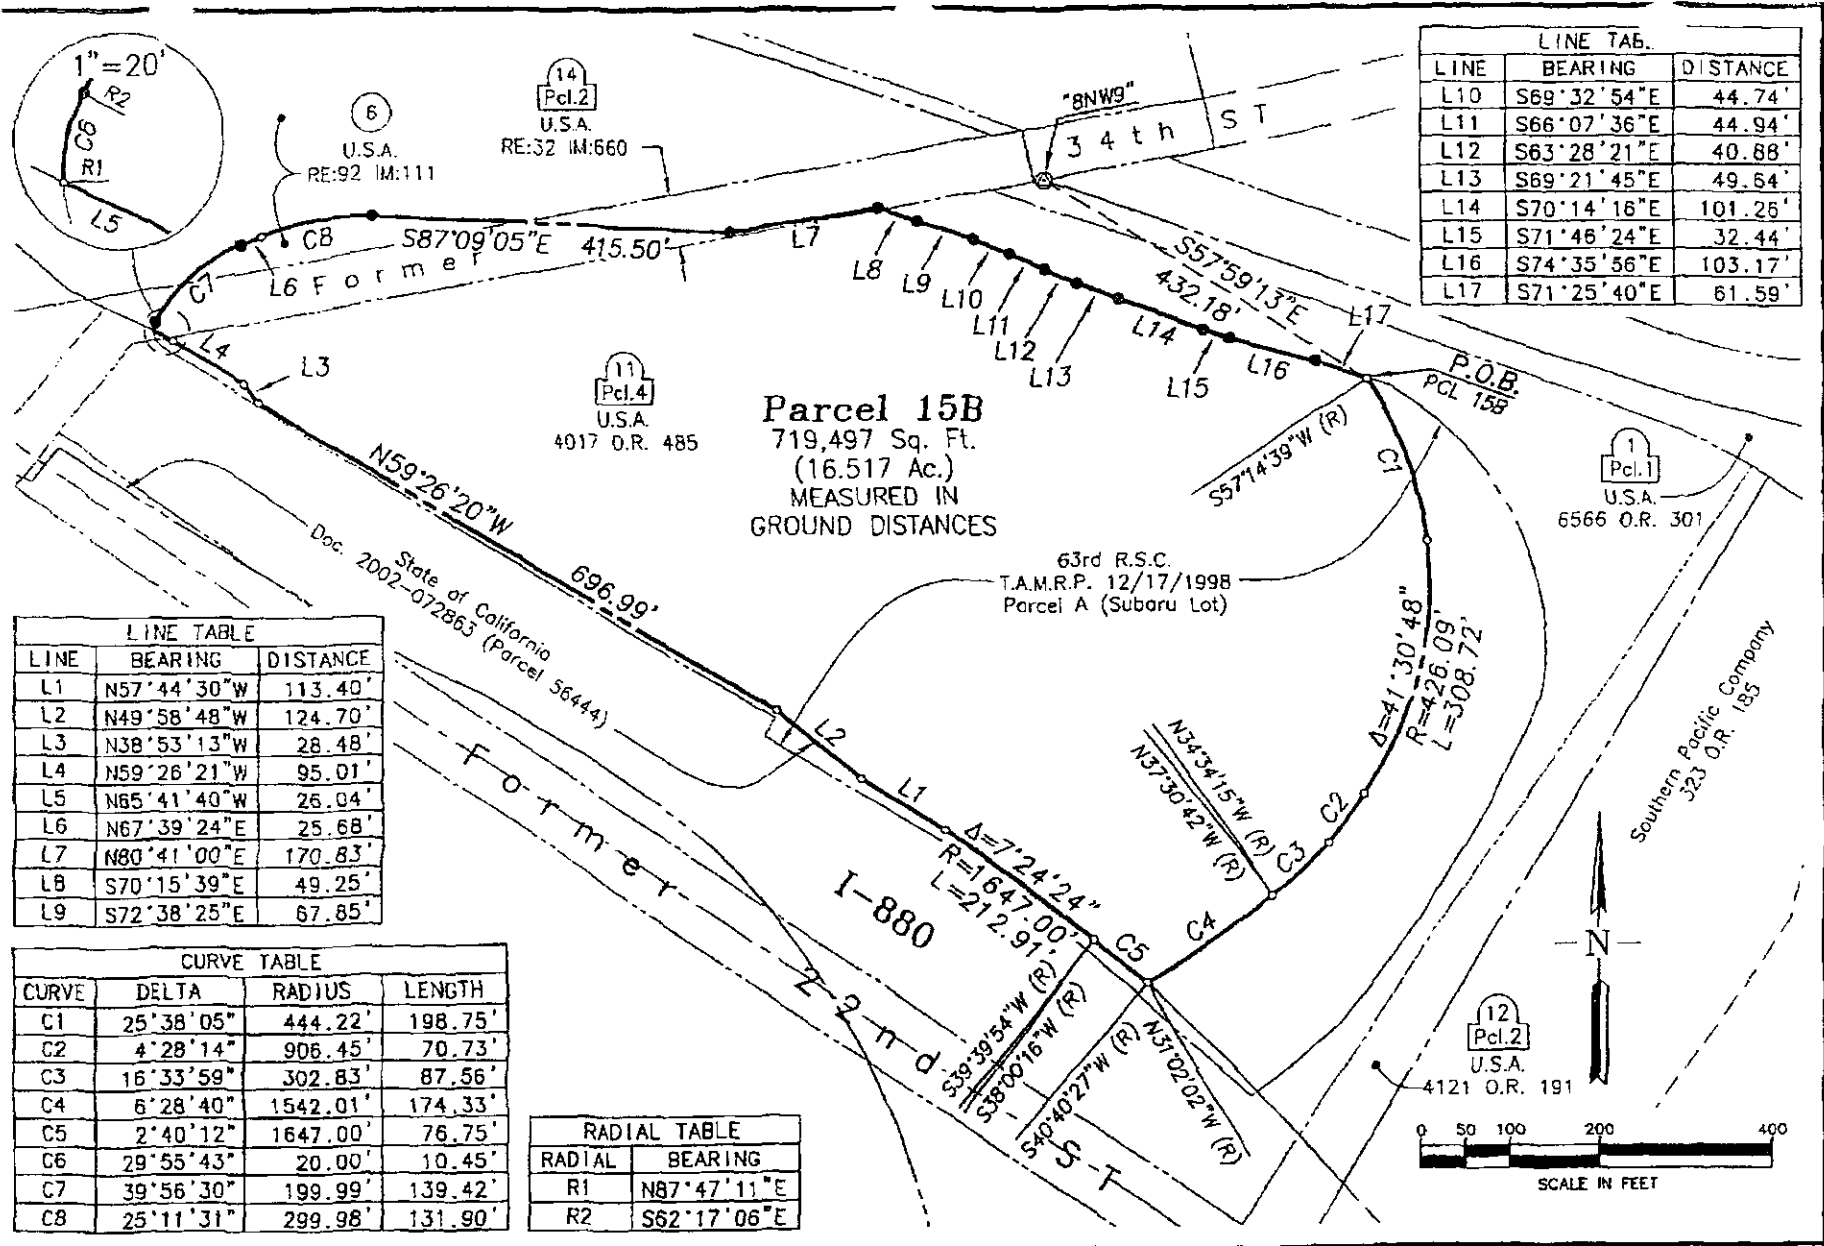 1"=20'
R2
C6
R1
L5
6
U.S.A.
RE:92 IM:111
14
Pcl.2
U.S.A.
RE:32 IM:660
"8NW9"
34th ST
LINE TAB.
LINE BEARING DISTANCE
L10 S69°32'54"E 44.74'
L11 S66°07'36"E 44.94'
L12 S63°28'21"E 40.88'
L13 S69°21'45"E 49.64'
L14 S70°14'16"E 101.26'
L15 S71°46'24"E 32.44'
L16 S74°35'56"E 103.17'
L17 S71°25'40"E 61.59'
C7
L6
C8
S87°09'05"E 415.50'
Former
L7
L8
L9
L10
L11
L12
L13
L14
L15
L16
L17
S57°59'13"E
432.18'
P.O.B.
PCL 15B
L4
L3
11
Pcl.4
U.S.A.
4017 O.R. 485
Parcel 15B
719,497 Sq. Ft.
(16.517 Ac.)
MEASURED IN
GROUND DISTANCES
S57°14'39"W (R)
C1
1
Pcl.1
U.S.A.
6566 O.R. 301
N59°26'20"W
696.99'
State of California
Doc. 2002-072863 (Parcel 56444)
63rd R.S.C.
T.A.M.R.P. 12/17/1998
Parcel A (Subaru Lot)
Δ=41°30'48"
R=426.09'
L=308.72'
Southern Pacific Company
323 O.R. 185
LINE TABLE
LINE BEARING DISTANCE
L1 N57°44'30"W 113.40'
L2 N49°58'48"W 124.70'
L3 N38°53'13"W 28.48'
L4 N59°26'21"W 95.01'
L5 N65°41'40"W 26.04'
L6 N67°39'24"E 25.68'
L7 N80°41'00"E 170.83'
L8 S70°15'39"E 49.25'
L9 S72°38'25"E 67.85'
L2
L1
Δ=7°24'24"
R=1647.00'
L=212.91'
N34°34'15"W (R)
N37°30'42"W (R)
C2
C3
C4
C5
I-880
Former 22nd ST
S39°39'54"W (R)
S38°00'16"W (R)
S40°40'27"W (R)
N31°02'02"W (R)
N
12
Pcl.2
U.S.A.
4121 O.R. 191
CURVE TABLE
CURVE DELTA RADIUS LENGTH
C1 25°38'05" 444.22' 198.75'
C2 4°28'14" 906.45' 70.73'
C3 16°33'59" 302.83' 87.56'
C4 6°28'40" 1542.01' 174.33'
C5 2°40'12" 1647.00' 76.75'
C6 29°55'43" 20.00' 10.45'
C7 39°56'30" 199.99' 139.42'
C8 25°11'31" 299.98' 131.90'
RADIAL TABLE
RADIAL BEARING
R1 N87°47'11"E
R2 S62°17'06"E
0 50 100 200 400
SCALE IN FEET